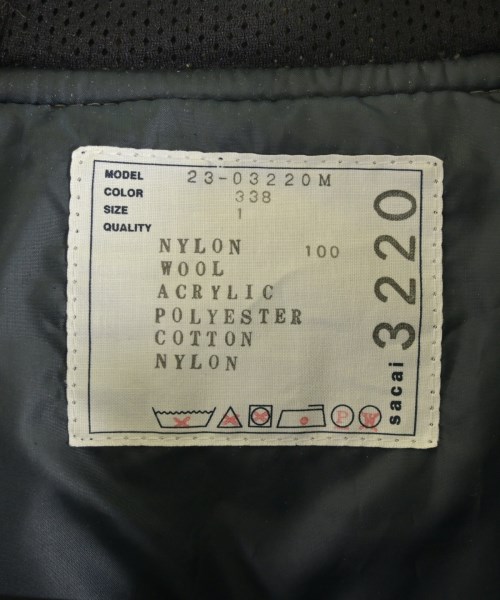 MODEL 23-03220M
COLOR 338
SIZE 1
QUALITY
NYLON 100
WOOL
ACRYLIC
POLYESTER
COTTON
NYLON
P W
sacai 3220